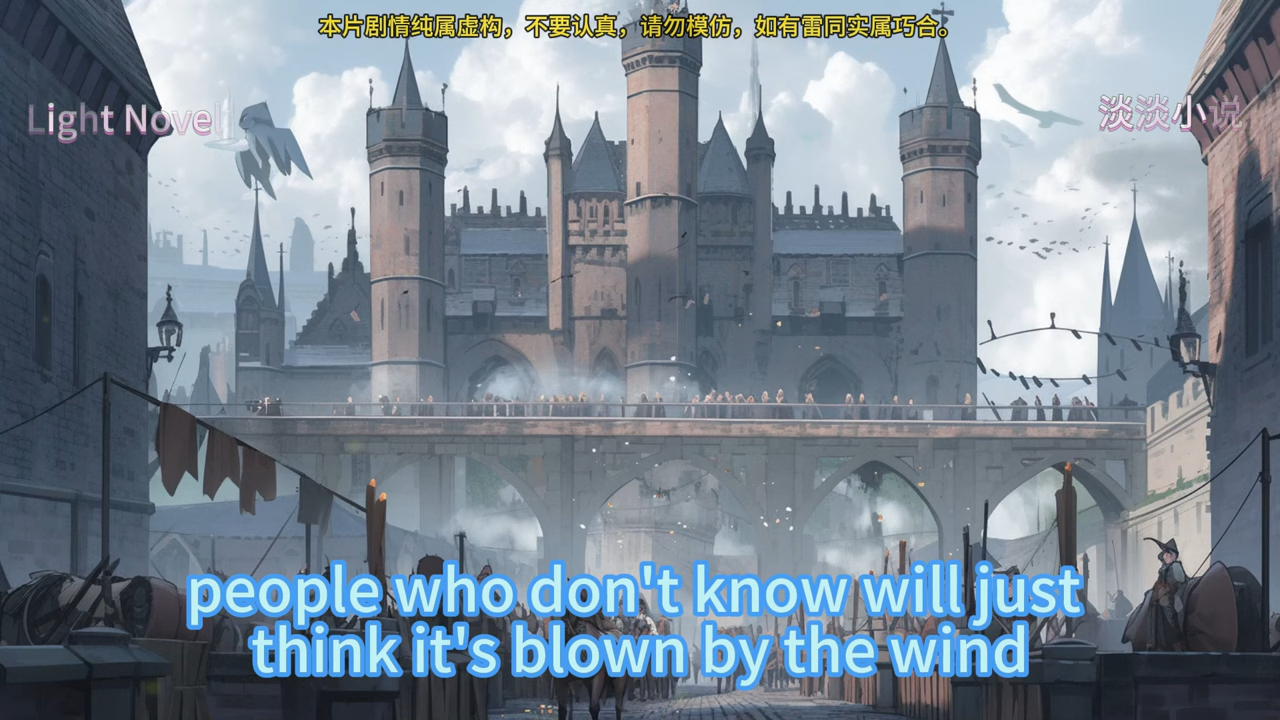 本片剧情纯属虚构，不要认真，请勿模仿，如有雷同实属巧合。
Light Novel
淡淡小说
people who don't know will just
think it's blown by the wind